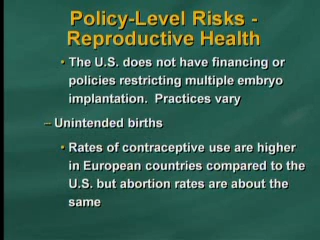 Policy-Level Risks -
Reproductive Health
• The U.S. does not have financing or
policies restricting multiple embryo
implantation. Practices vary
– Unintended births
• Rates of contraceptive use are higher
in European countries compared to the
U.S. but abortion rates are about the
same